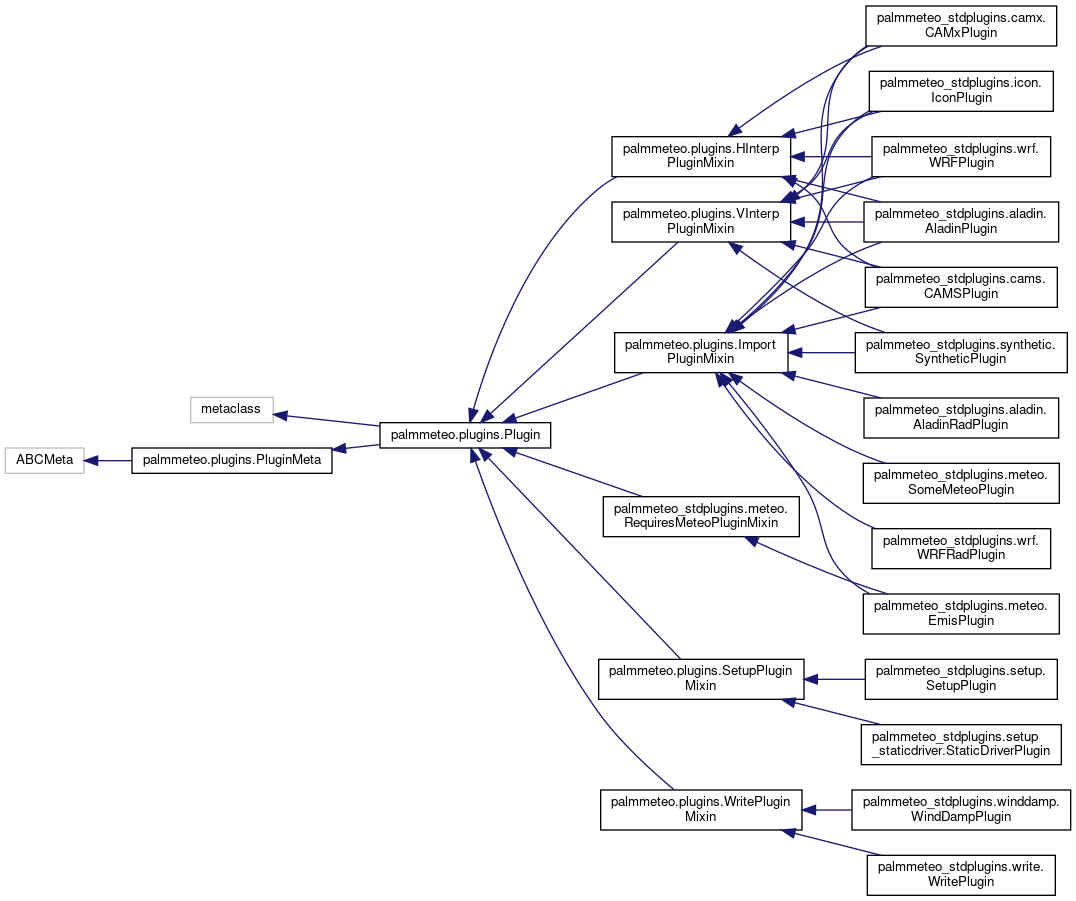 palmmeteo_stdplugins.camx.
CAMxPlugin
palmmeteo_stdplugins.icon.
IconPlugin
palmmeteo.plugins.HInterp
PluginMixin
palmmeteo_stdplugins.wrf.
WRFPlugin
palmmeteo.plugins.VInterp
PluginMixin
palmmeteo_stdplugins.aladin.
AladinPlugin
palmmeteo_stdplugins.cams.
CAMSPlugin
palmmeteo.plugins.Import
PluginMixin
palmmeteo_stdplugins.synthetic.
SyntheticPlugin
metaclass
palmmeteo_stdplugins.aladin.
AladinRadPlugin
palmmeteo.plugins.Plugin
ABCMeta
palmmeteo.plugins.PluginMeta
palmmeteo_stdplugins.meteo.
SomeMeteoPlugin
palmmeteo_stdplugins.meteo.
RequiresMeteoPluginMixin
palmmeteo_stdplugins.wrf.
WRFRadPlugin
palmmeteo_stdplugins.meteo.
EmisPlugin
palmmeteo.plugins.SetupPlugin
Mixin
palmmeteo_stdplugins.setup.
SetupPlugin
palmmeteo_stdplugins.setup
_staticdriver.StaticDriverPlugin
palmmeteo.plugins.WritePlugin
Mixin
palmmeteo_stdplugins.winddamp.
WindDampPlugin
palmmeteo_stdplugins.write.
WritePlugin